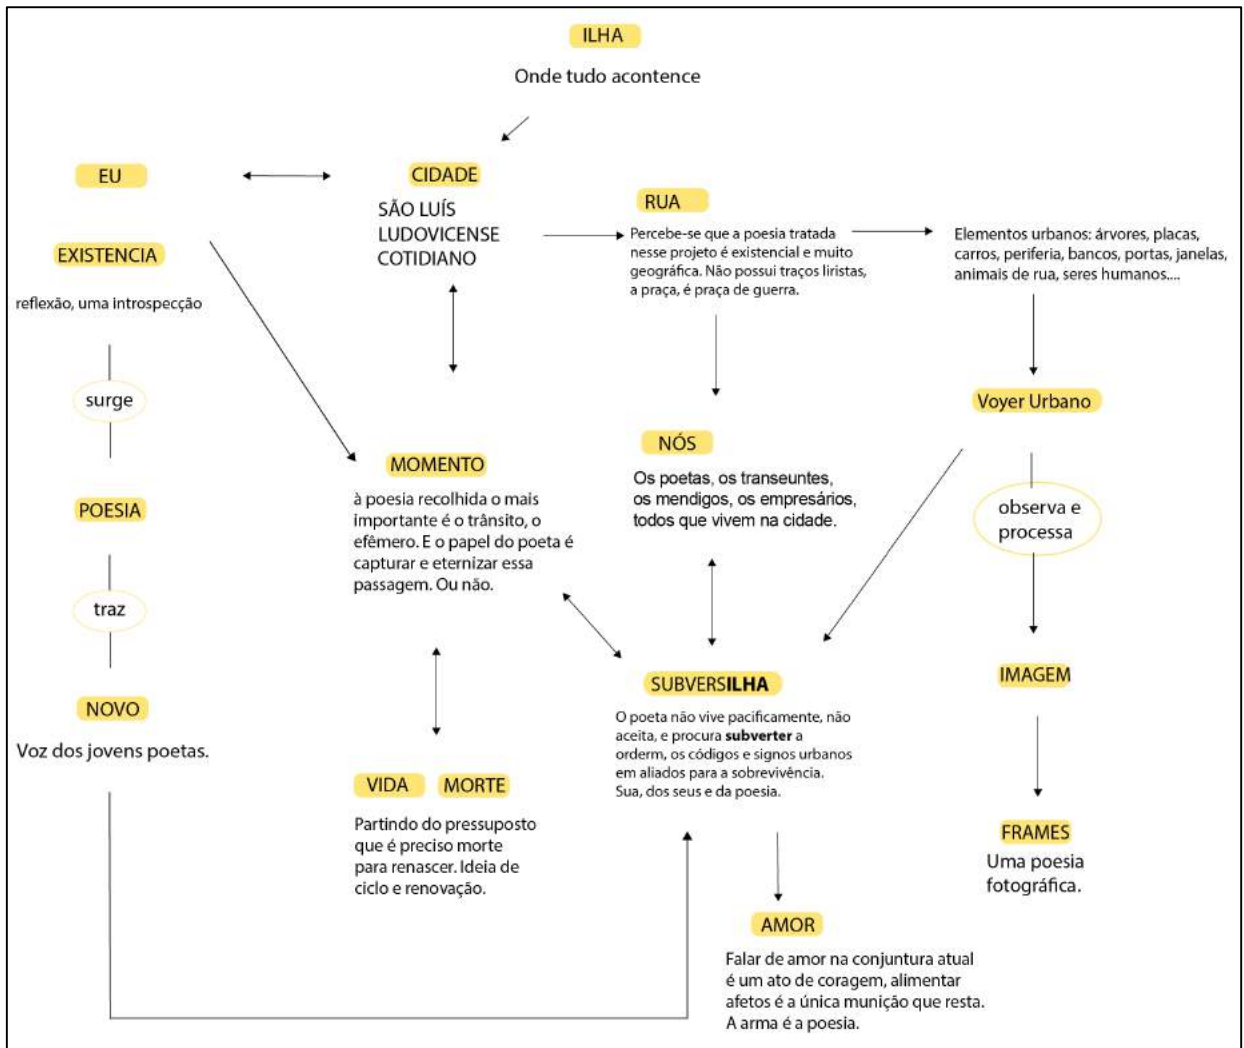 ILHA
Onde tudo acontence
EU
CIDADE
SÃO LUÍS
LUDOVICENSE
COTIDIANO
RUA
Percebe-se que a poesia tratada
nesse projeto é existencial e muito
geográfica. Não possui traços liristas,
a praça, é praça de guerra.
Elementos urbanos: árvores, placas,
carros, periferia, bancos, portas, janelas,
animais de rua, seres humanos....
EXISTENCIA
reflexão, uma introspecção
surge
POESIA
traz
NOVO
Voz dos jovens poetas.
MOMENTO
à poesia recolhida o mais
importante é o trânsito, o
efêmero. E o papel do poeta é
capturar e eternizar essa
passagem. Ou não.
NÓS
Os poetas, os transeuntes,
os mendigos, os empresários,
todos que vivem na cidade.
Voyer Urbano
observa e
processa
IMAGEM
FRAMES
Uma poesia
fotográfica.
SUBVERSILHA
O poeta não vive pacificamente, não
aceita, e procura subverter a
orderm, os códigos e signos urbanos
em aliados para a sobrevivência.
Sua, dos seus e da poesia.
VIDA MORTE
Partindo do pressuposto
que é preciso morte
para renascer. Ideia de
ciclo e renovação.
AMOR
Falar de amor na conjuntura atual
é um ato de coragem, alimentar
afetos é a única munição que resta.
A arma é a poesia.